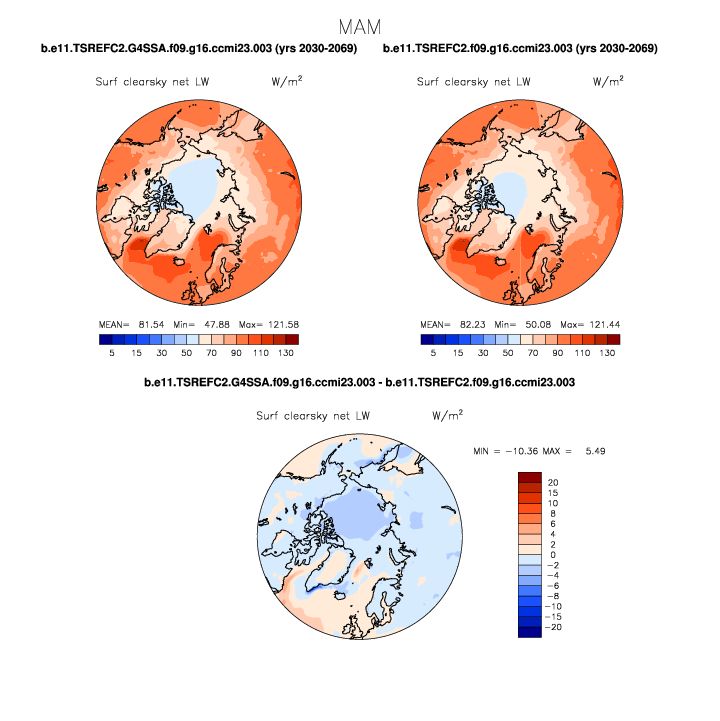 MAM
b.e11.TSREFC2.G4SSA.f09.g16.ccmi23.003 (yrs 2030-2069)
b.e11.TSREFC2.f09.g16.ccmi23.003 (yrs 2030-2069)
Surf clearsky net LW W/m²
Surf clearsky net LW W/m²
MEAN= 81.54 Min= 47.88 Max= 121.58
MEAN= 82.23 Min= 50.08 Max= 121.44
5 15 30 50 70 90 110 130
5 15 30 50 70 90 110 130
b.e11.TSREFC2.G4SSA.f09.g16.ccmi23.003 - b.e11.TSREFC2.f09.g16.ccmi23.003
Surf clearsky net LW W/m²
MIN = −10.36 MAX = 5.49
20
15
10
8
6
4
2
0
−2
−4
−6
−8
−10
−15
−20